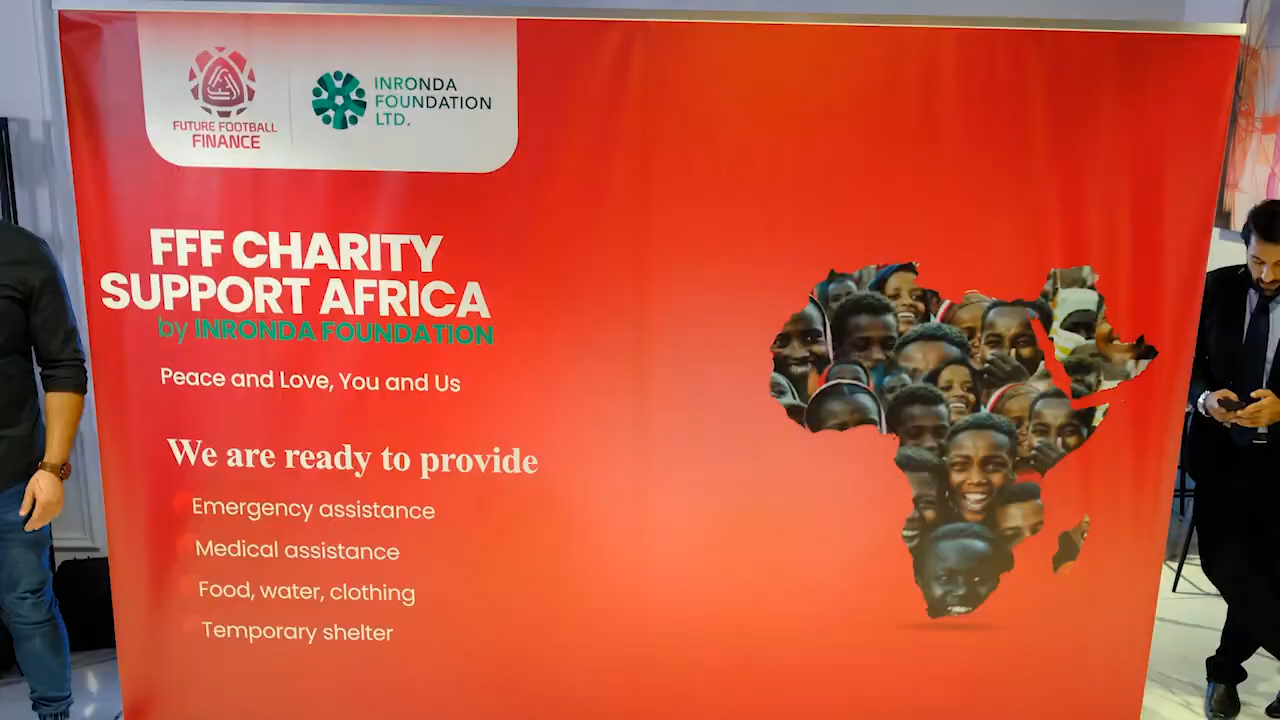 FUTURE FOOTBALL
FINANCE
INRONDA
FOUNDATION
LTD.
FFF CHARITY
SUPPORT AFRICA
by INRONDA FOUNDATION
Peace and Love, You and Us
We are ready to provide
Emergency assistance
Medical assistance
Food, water, clothing
Temporary shelter